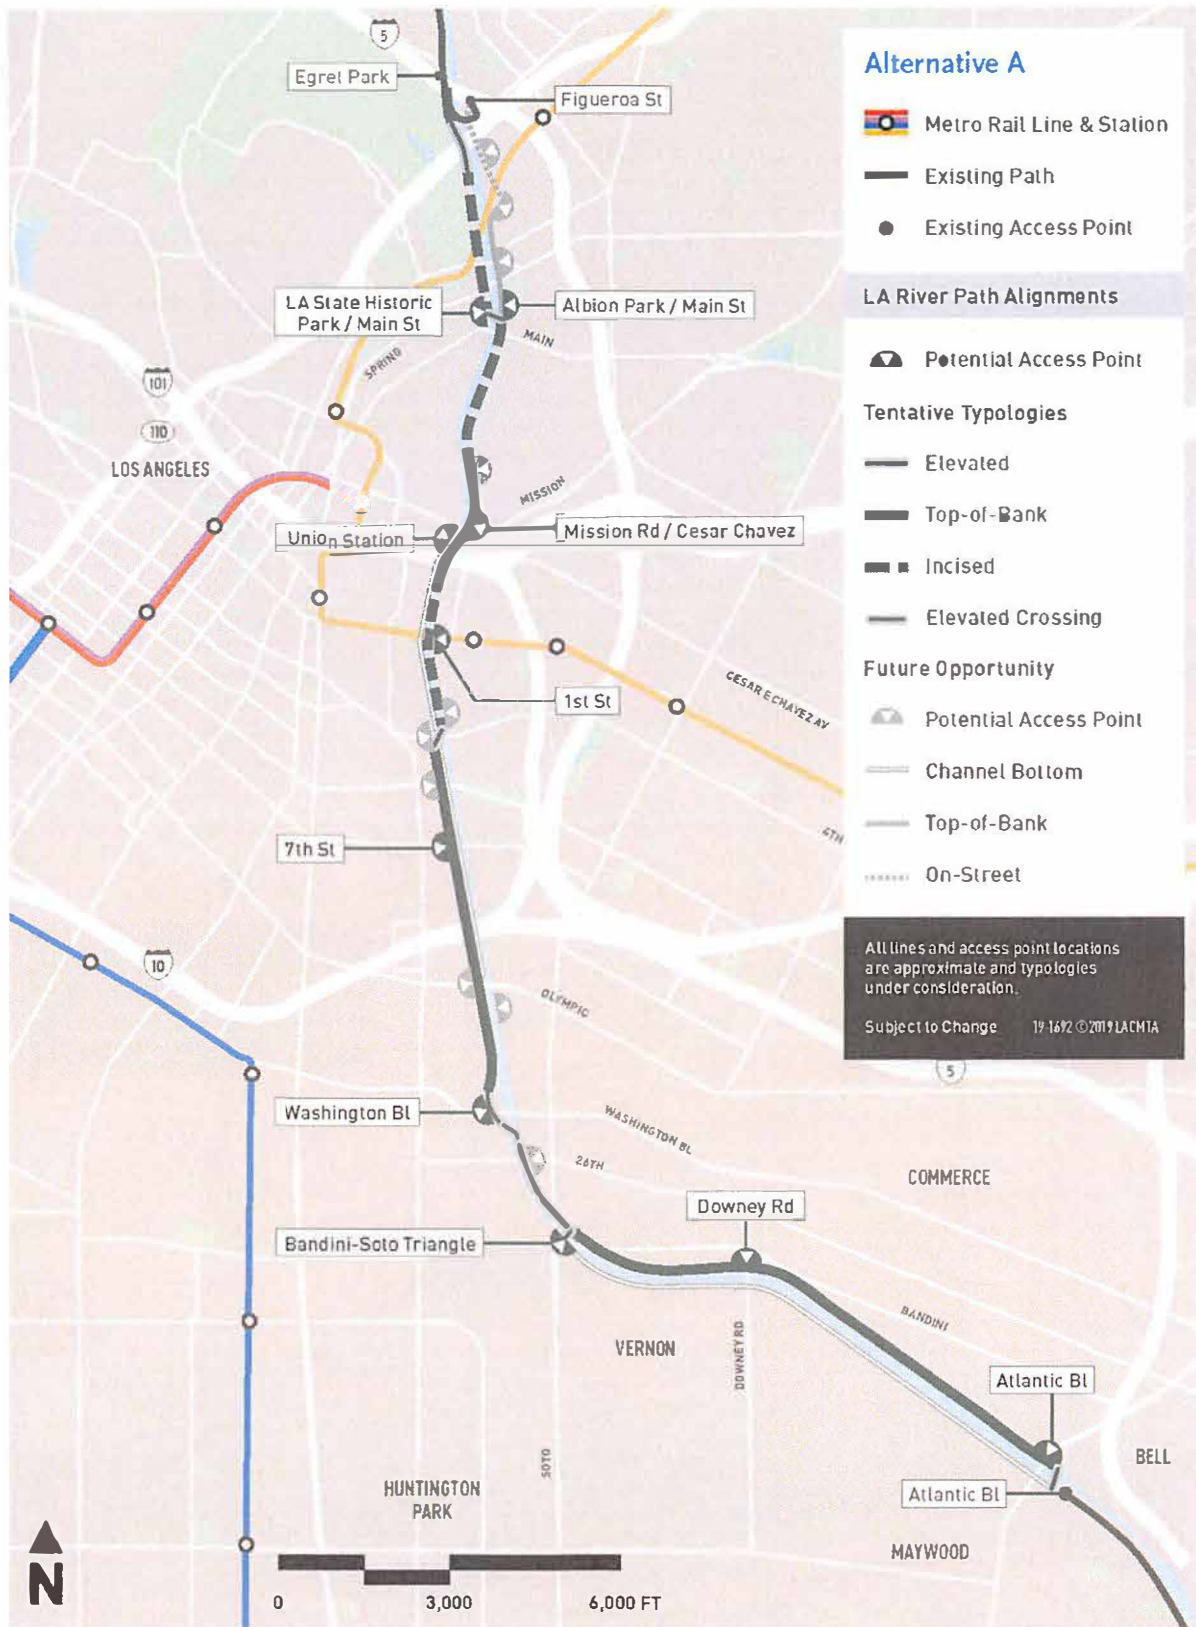 5
Egret Park
Figueroa St
LA State Historic
Park / Main St
Albion Park / Main St
MAIN
SPRING
101
110
LOS ANGELES
MISSION
Union Station
Mission Rd / Cesar Chavez
1st St
CESAR E CHAVEZ AV
4TH
7th St
10
OLYMPIC
5
Washington Bl
WASHINGTON BL
26TH
COMMERCE
Downey Rd
Bandini-Soto Triangle
BANDINI
VERNON
DOWNEY RD
Atlantic Bl
BELL
SOTO
HUNTINGTON
PARK
Atlantic Bl
MAYWOOD
N
0
3,000
6,000 FT
Alternative A
Metro Rail Line & Station
Existing Path
Existing Access Point
LA River Path Alignments
Potential Access Point
Tentative Typologies
Elevated
Top-of-Bank
Incised
Elevated Crossing
Future Opportunity
Potential Access Point
Channel Bottom
Top-of-Bank
On-Street
All lines and access point locations
are approximate and typologies
under consideration.
Subject to Change 19-1692 ©2019 LACMTA